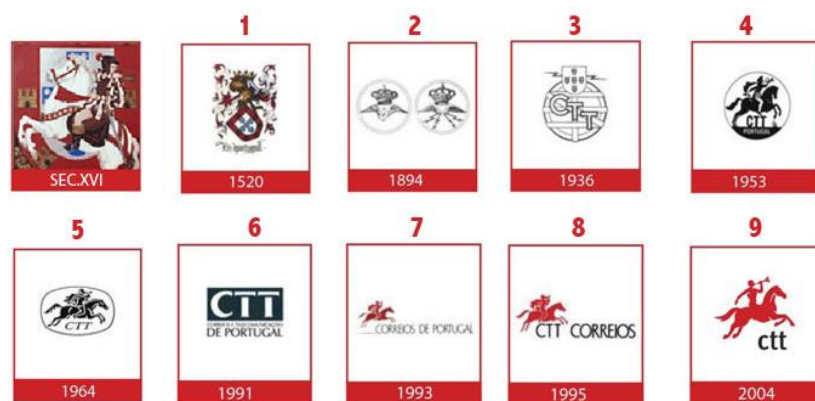 1
2
3
4
SEC.XVI
1520
1894
CTT
1936
CTT
PORTUGAL
1953
5
6
7
8
9
CTT
1964
CTT
DE PORTUGAL
1991
CORREIOS DE PORTUGAL
1993
CTT CORREIOS
1995
ctt
2004